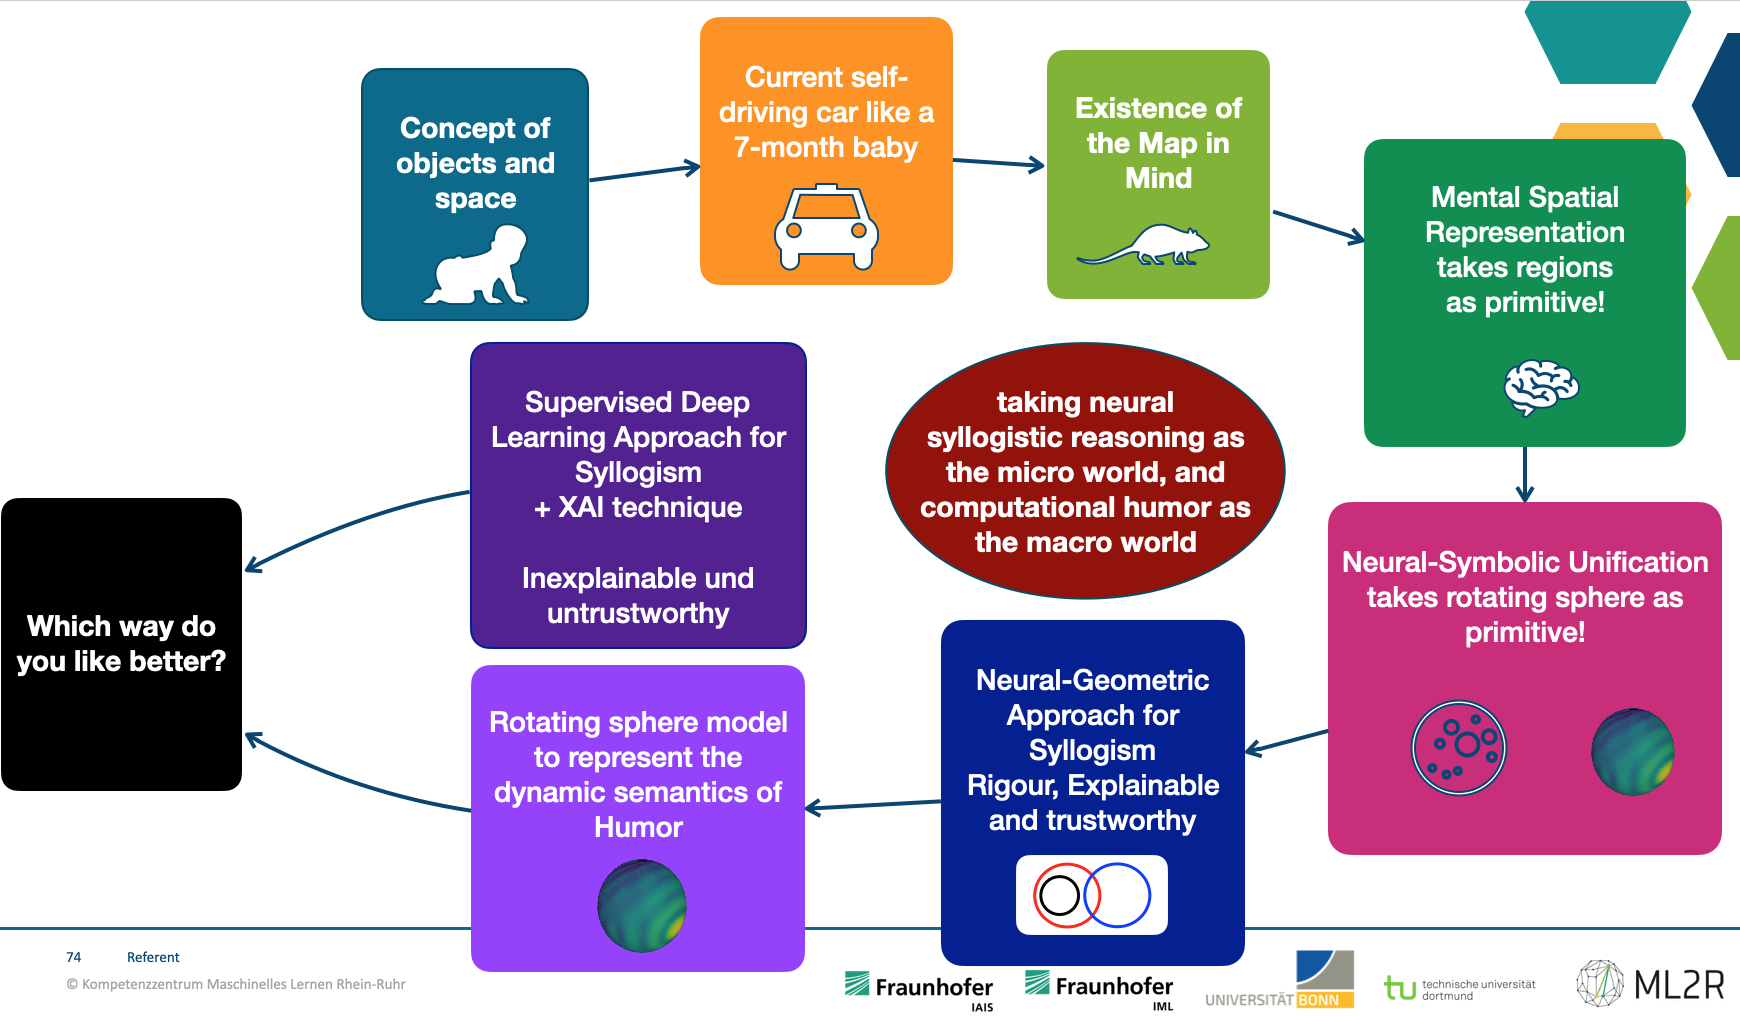 Concept of
objects and
space
Current self-
driving car like a
7-month baby
Existence of
the Map in
Mind
Mental Spatial
Representation
takes regions
as primitive!
Supervised Deep
Learning Approach for
Syllogism
+ XAI technique
Inexplainable und
untrustworthy
taking neural
syllogistic reasoning as
the micro world, and
computational humor as
the macro world
Neural-Symbolic Unification
takes rotating sphere as
primitive!
Which way do
you like better?
Rotating sphere model
to represent the
dynamic semantics of
Humor
Neural-Geometric
Approach for
Syllogism
Rigour, Explainable
and trustworthy
74 Referent
© Kompetenzzentrum Maschinelles Lernen Rhein-Ruhr
Fraunhofer
IAIS
Fraunhofer
IML
UNIVERSITÄT BONN
tu technische universität
dortmund
ML2R